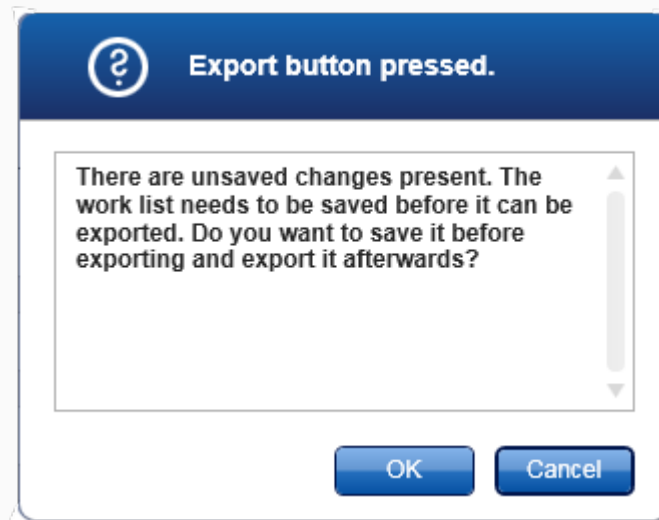 Export button pressed.
There are unsaved changes present. The
work list needs to be saved before it can be
exported. Do you want to save it before
exporting and export it afterwards?
OK
Cancel